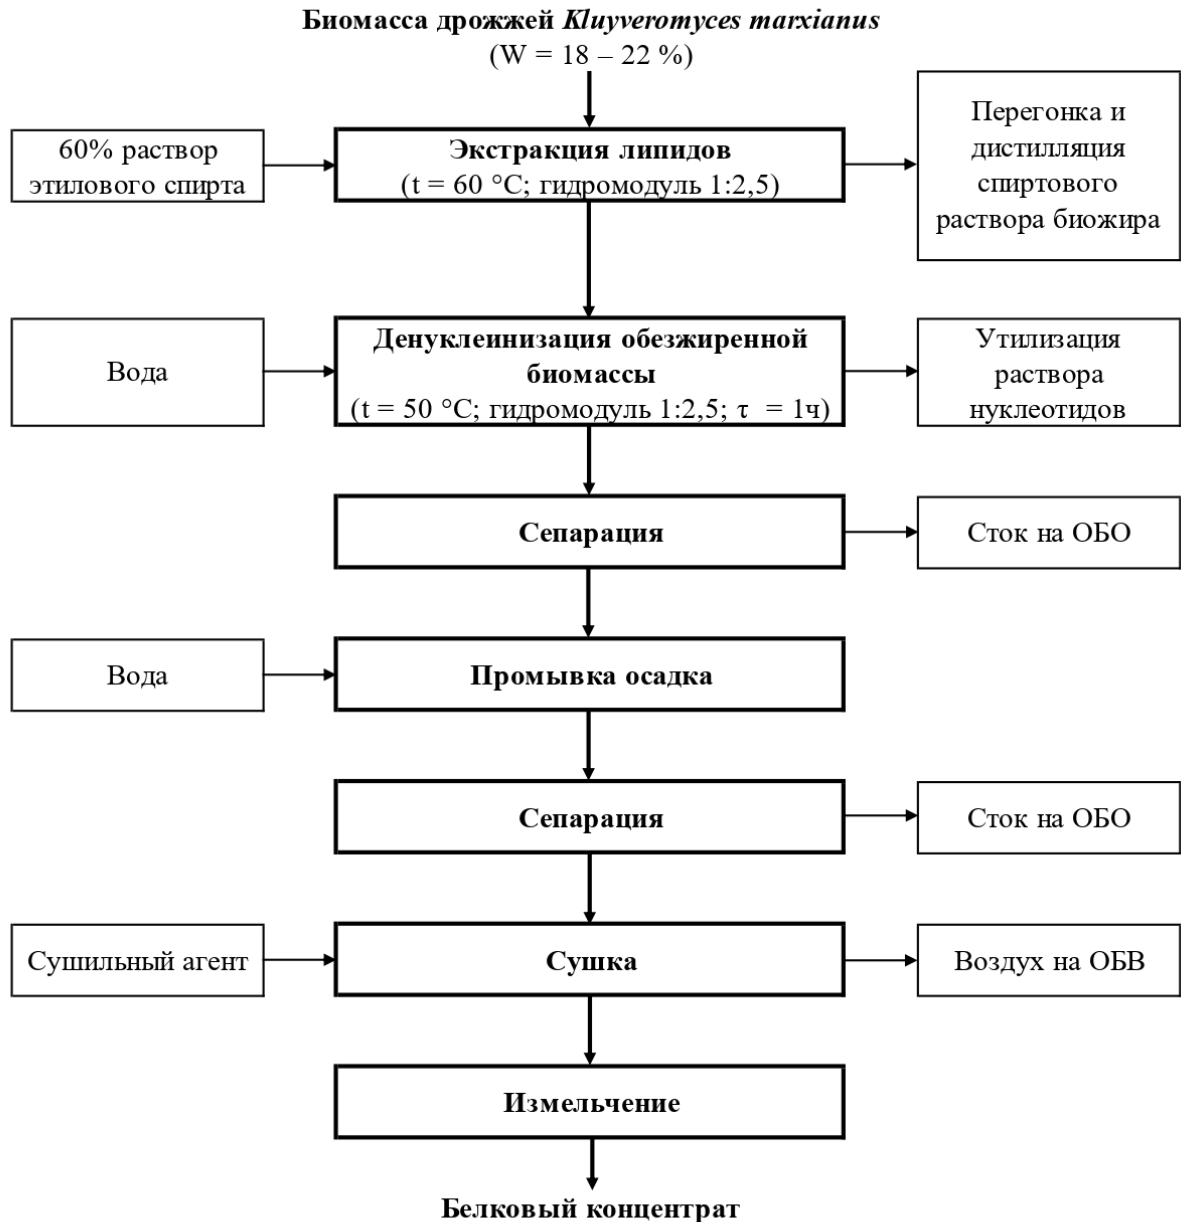 Биомасса дрожжей Kluyveromyces marxianus
(W = 18 – 22 %)
60% раствор
этилового спирта
Экстракция липидов
(t = 60 °C; гидромодуль 1:2,5)
Перегонка и
дистилляция
спиртового
раствора биожира
Вода
Денуклеинизация обезжиренной
биомассы
(t = 50 °C; гидромодуль 1:2,5; τ = 1ч)
Утилизация
раствора
нуклеотидов
Сепарация
Сток на ОБО
Вода
Промывка осадка
Сепарация
Сток на ОБО
Сушильный агент
Сушка
Воздух на ОБВ
Измельчение
Белковый концентрат